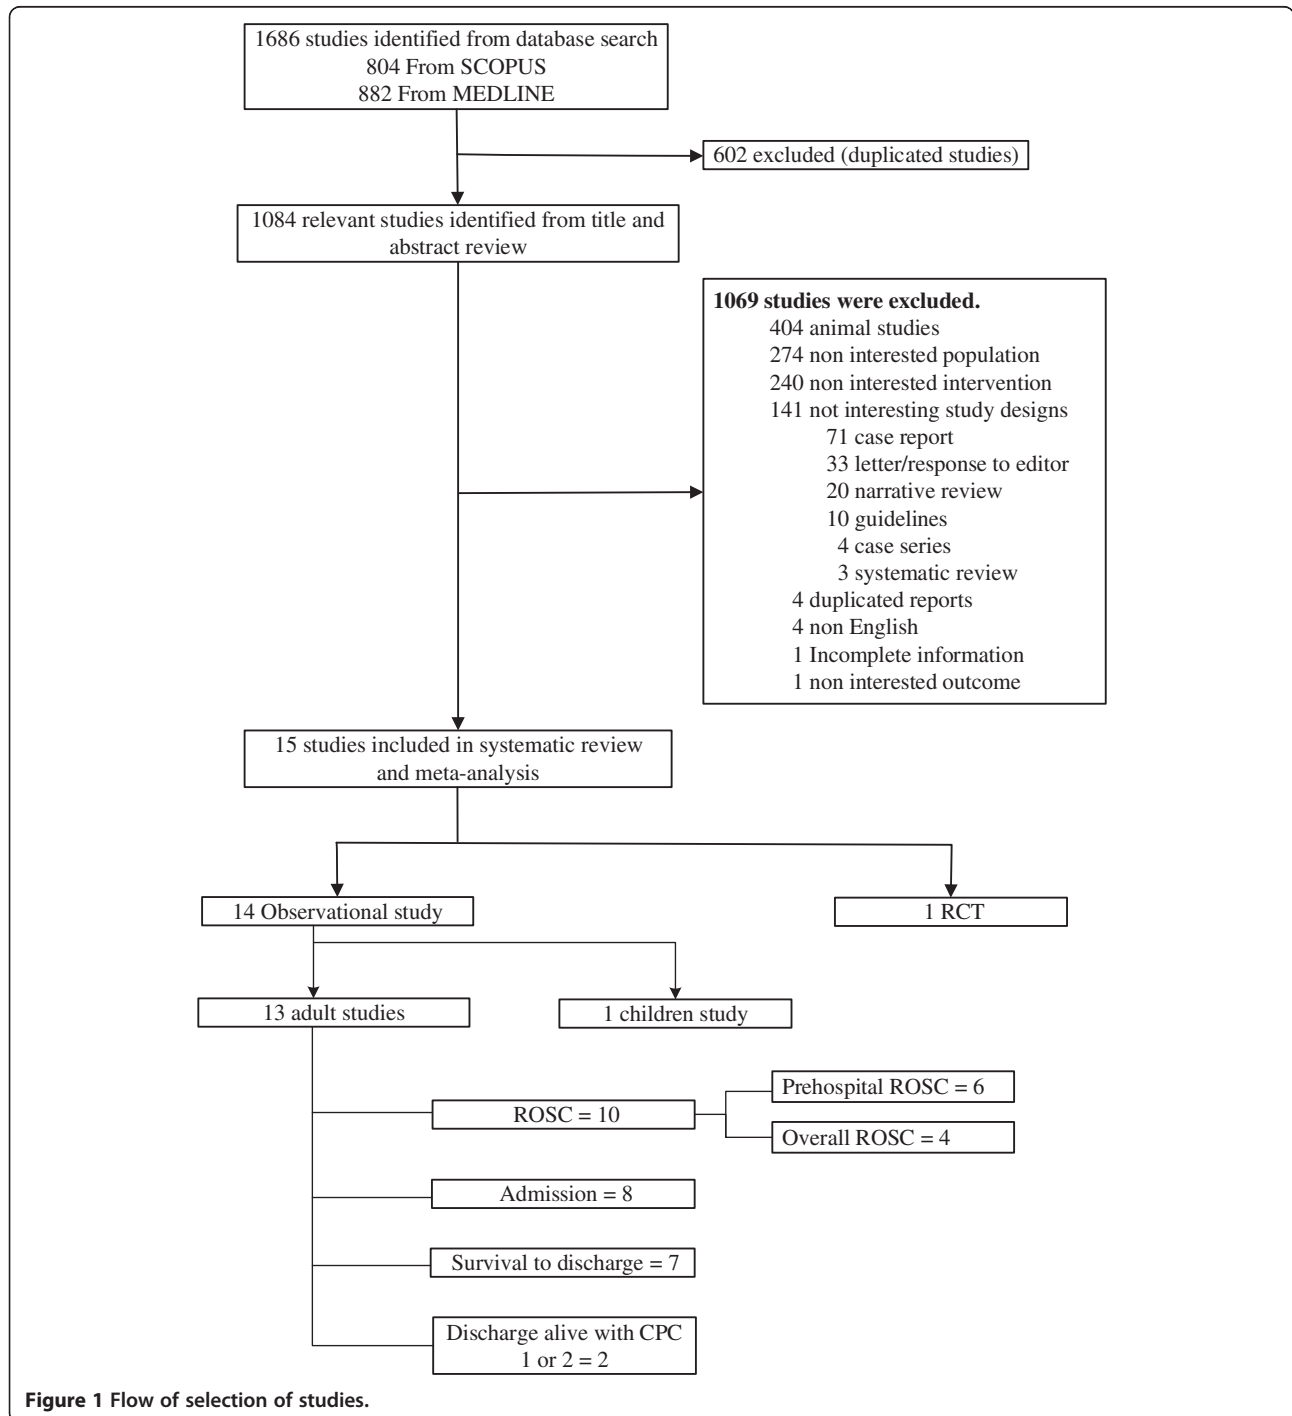 1686 studies identified from database search
804 From SCOPUS
882 From MEDLINE
602 excluded (duplicated studies)
1084 relevant studies identified from title and
abstract review
1069 studies were excluded.
404 animal studies
274 non interested population
240 non interested intervention
141 not interesting study designs
71 case report
33 letter/response to editor
20 narrative review
10 guidelines
4 case series
3 systematic review
4 duplicated reports
4 non English
1 Incomplete information
1 non interested outcome
15 studies included in systematic review
and meta-analysis
14 Observational study
1 RCT
13 adult studies
1 children study
Prehospital ROSC = 6
ROSC = 10
Overall ROSC = 4
Admission = 8
Survival to discharge = 7
Discharge alive with CPC
1 or 2 = 2
Figure 1 Flow of selection of studies.